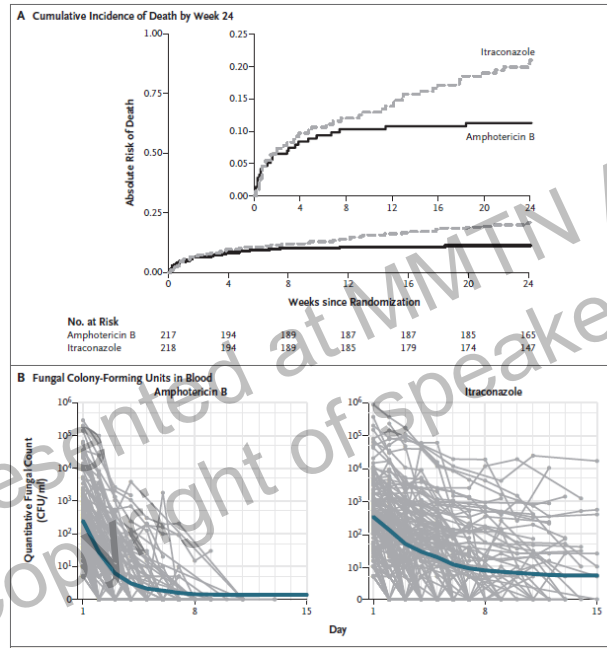 A Cumulative Incidence of Death by Week 24
1.00
0.75
0.50
0.25
0.00
Absolute Risk of Death
0.25
0.20
0.15
0.10
0.05
0.00
Itraconazole
Amphotericin B
0 4 8 12 16 20 24
0 4 8 12 16 20 24
Weeks since Randomization
No. at Risk
Amphotericin B 217 194 189 187 187 185 165
Itraconazole 218 194 189 185 179 174 147
B Fungal Colony-Forming Units in Blood
Amphotericin B Itraconazole
Quantitative Fungal Count
(CFU/ml)
10⁶
10⁵
10⁴
10³
10²
10¹
0
1 8 15
10⁶
10⁵
10⁴
10³
10²
10¹
0
1 8 15
Day
esented at MMTN
copyright of speake